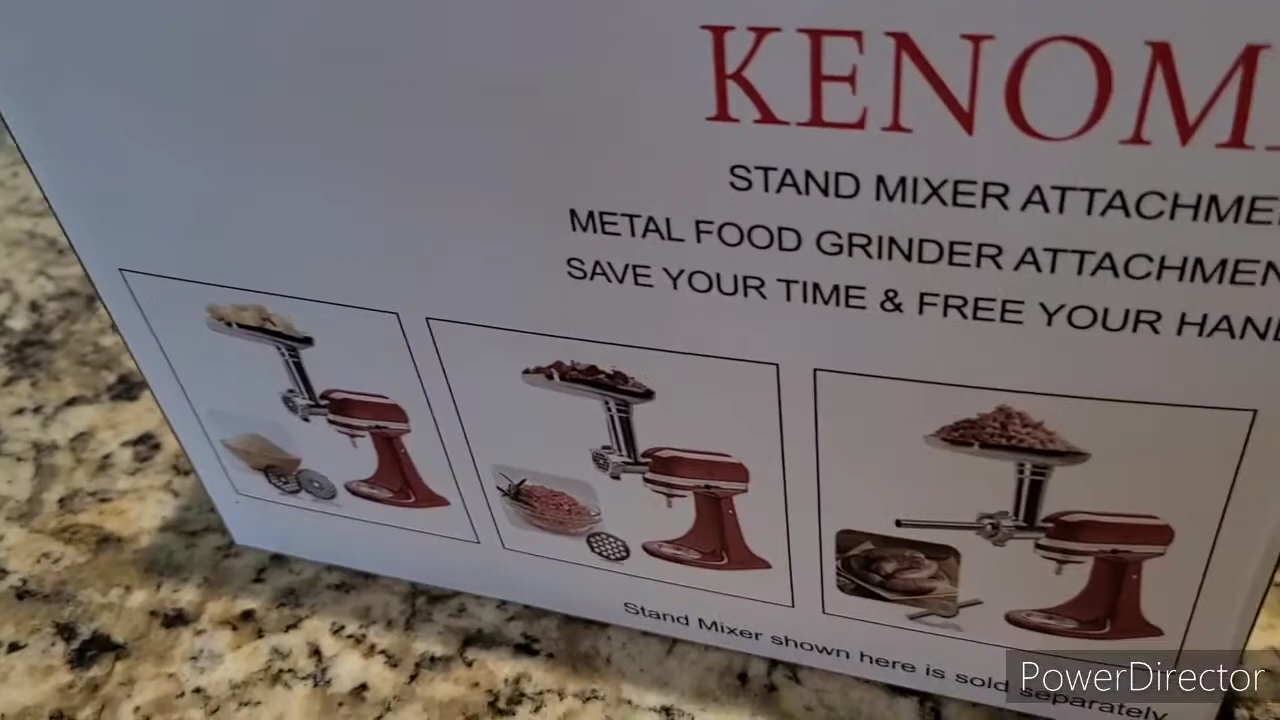 KENOM
STAND MIXER ATTACHME
METAL FOOD GRINDER ATTACHMEN
SAVE YOUR TIME & FREE YOUR HAN
Stand Mixer shown here is sold separately
PowerDirector